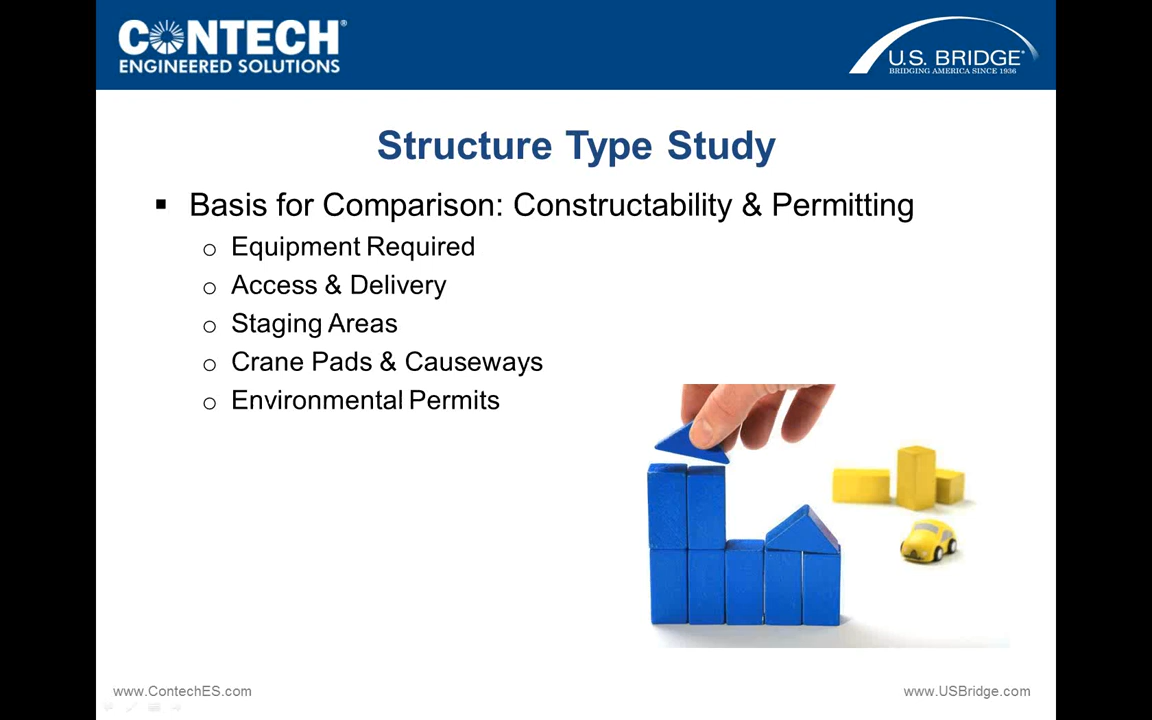 CONTECH®
ENGINEERED SOLUTIONS
U.S. BRIDGE®
BRIDGING AMERICA SINCE 1936
Structure Type Study
▪ Basis for Comparison: Constructability & Permitting
o Equipment Required
o Access & Delivery
o Staging Areas
o Crane Pads & Causeways
o Environmental Permits
www.ContechES.com
www.USBridge.com